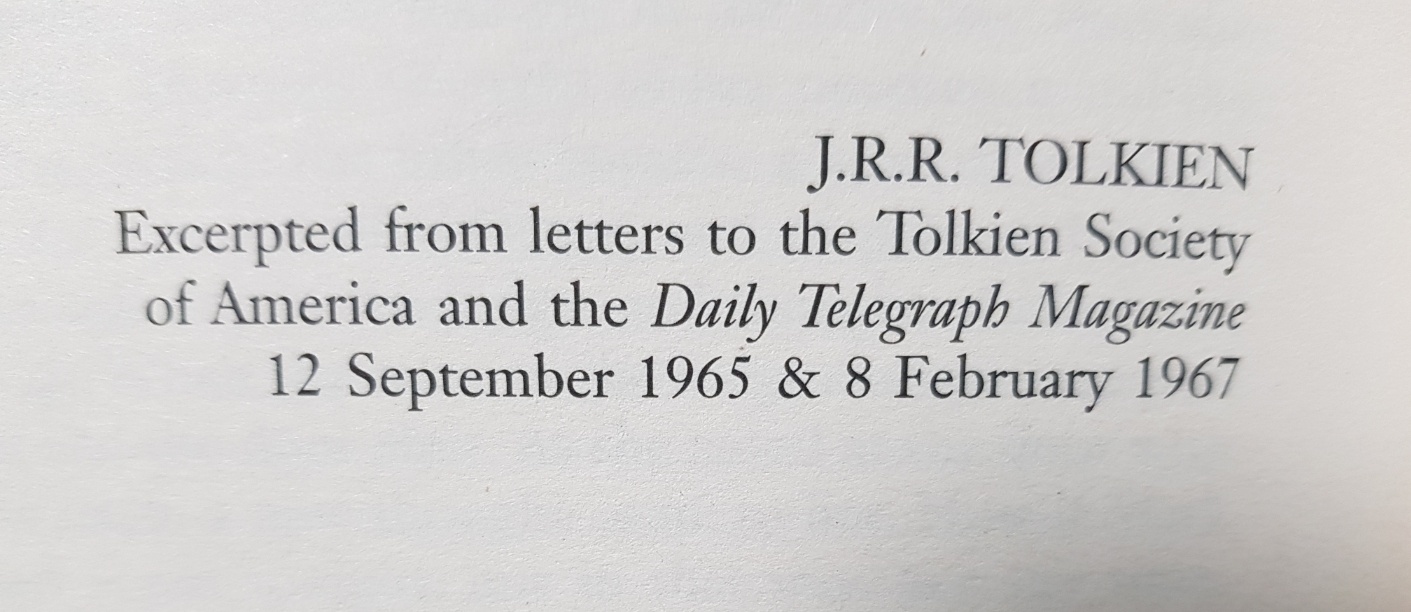 J.R.R. TOLKIEN
Excerpted from letters to the Tolkien Society
of America and the Daily Telegraph Magazine
12 September 1965 & 8 February 1967